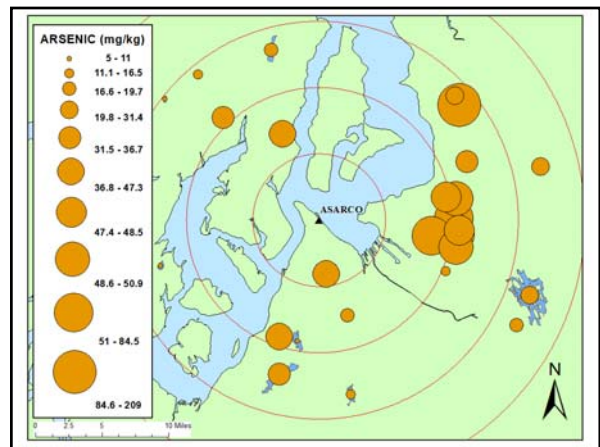 ARSENIC (mg/kg)
5 - 11
11.1 - 16.5
16.6 - 19.7
19.8 - 31.4
31.5 - 36.7
36.8 - 47.3
47.4 - 48.5
48.6 - 50.9
51 - 84.5
84.6 - 209
ASARCO
N
0 2.5 5 10 Miles